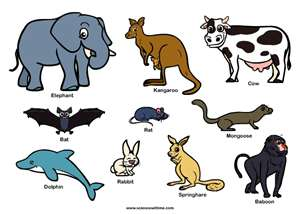 Elephant
Kangaroo
Cow
Bat
Rat
Mongoose
Dolphin
Rabbit
Springhare
Baboon
www.sciencewithme.com